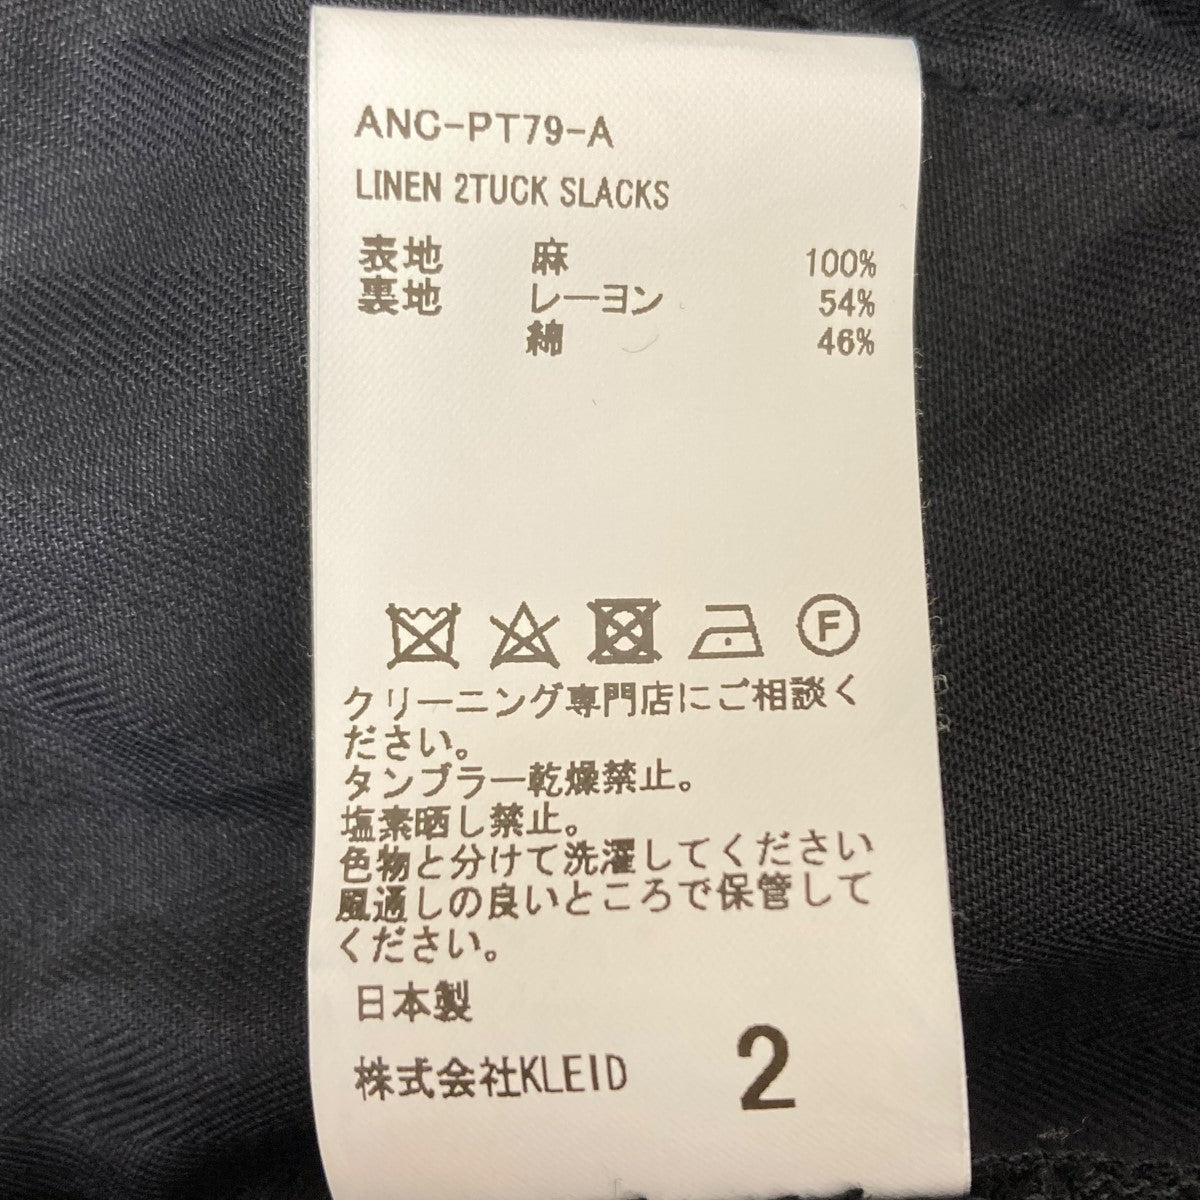 ANC-PT79-A
LINEN 2TUCK SLACKS
表地 麻 100%
裏地 レーヨン 54%
綿 46%
F
クリーニング専門店にご相談く
ださい。
タンブラー乾燥禁止。
塩素晒し禁止。
色物と分けて洗濯してください
風通しの良いところで保管して
ください。
日本製
株式会社KLEID 2